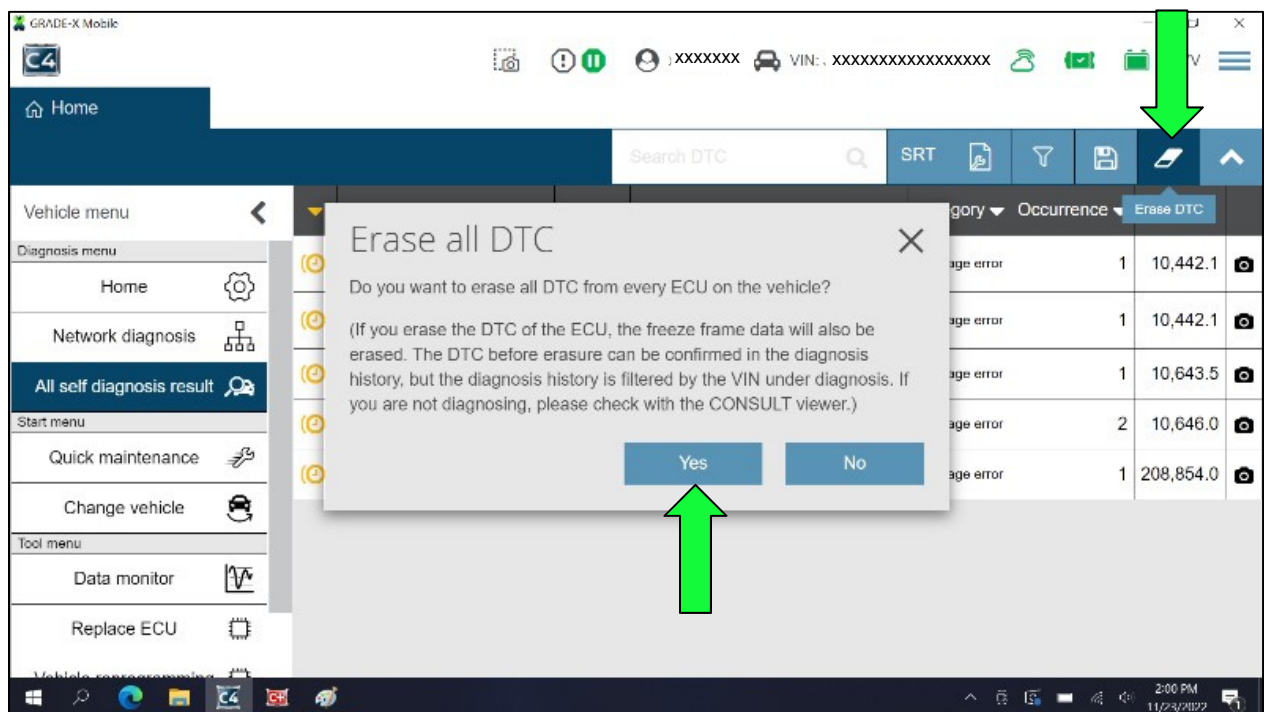 GRADE-X Mobile
C4
XXXXXXX VIN: XXXXXXXXXXXXXXXXX V
Home
Search DTC SRT
Vehicle menu gory Occurrence Erase DTC
Diagnosis menu
Home
Network diagnosis
All self diagnosis result
Start menu
Quick maintenance
Change vehicle
Tool menu
Data monitor
Replace ECU
Vehicle reprogramming
Erase all DTC
Do you want to erase all DTC from every ECU on the vehicle?
(If you erase the DTC of the ECU, the freeze frame data will also be
erased. The DTC before erasure can be confirmed in the diagnosis
history, but the diagnosis history is filtered by the VIN under diagnosis. If
you are not diagnosing, please check with the CONSULT viewer.)
Yes No
age error 1 10,442.1
age error 1 10,442.1
age error 1 10,643.5
age error 2 10,646.0
age error 1 208,854.0
C4 C+ 2:00 PM
11/23/2022